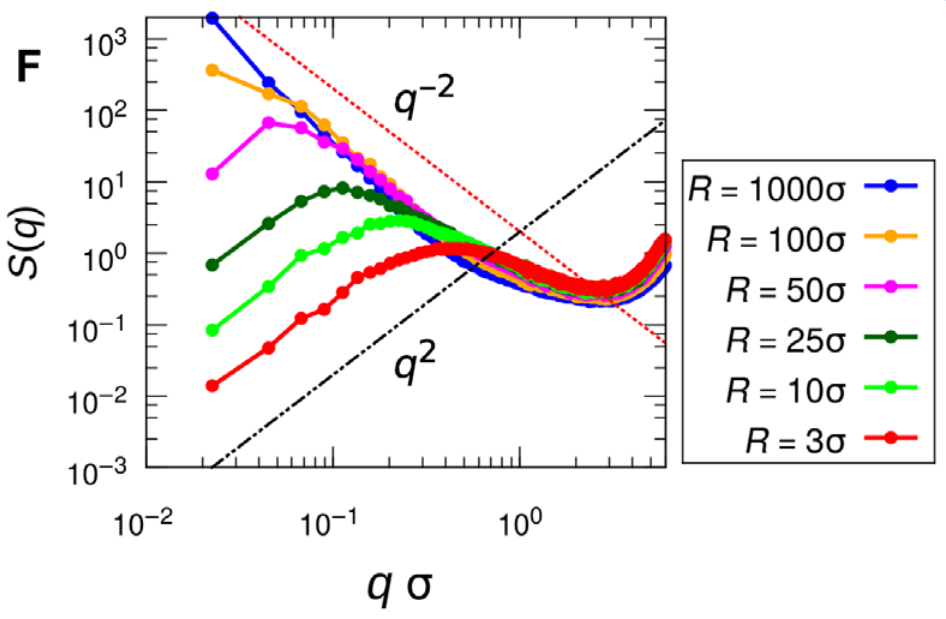 F
S(q)
10³
10²
10¹
10⁰
10⁻¹
10⁻²
10⁻³
q⁻²
q²
10⁻²
10⁻¹
10⁰
q σ
R = 1000σ
R = 100σ
R = 50σ
R = 25σ
R = 10σ
R = 3σ